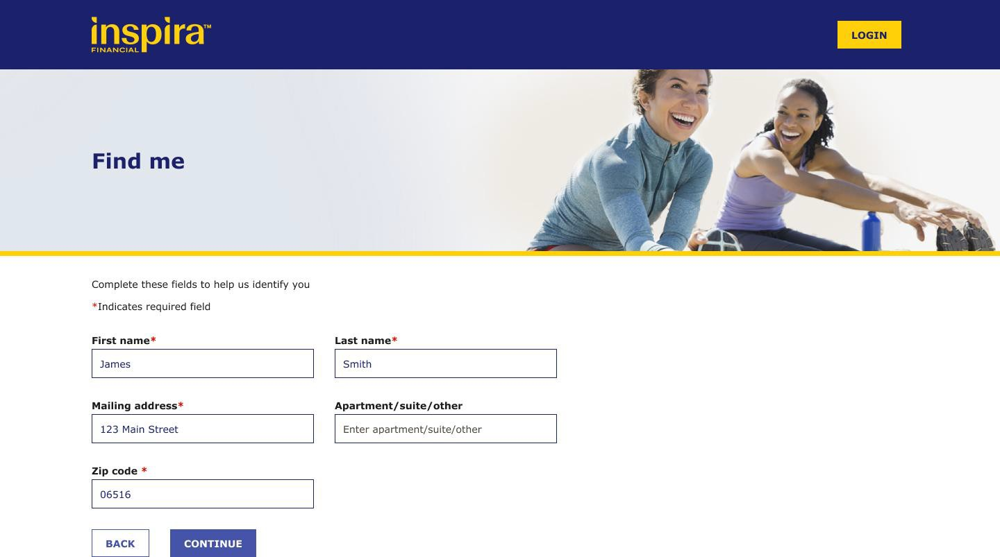 inspira™
FINANCIAL
LOGIN
Find me
Complete these fields to help us identify you
*Indicates required field
First name*
Last name*
James
Smith
Mailing address*
Apartment/suite/other
123 Main Street
Enter apartment/suite/other
Zip code *
06516
BACK
CONTINUE